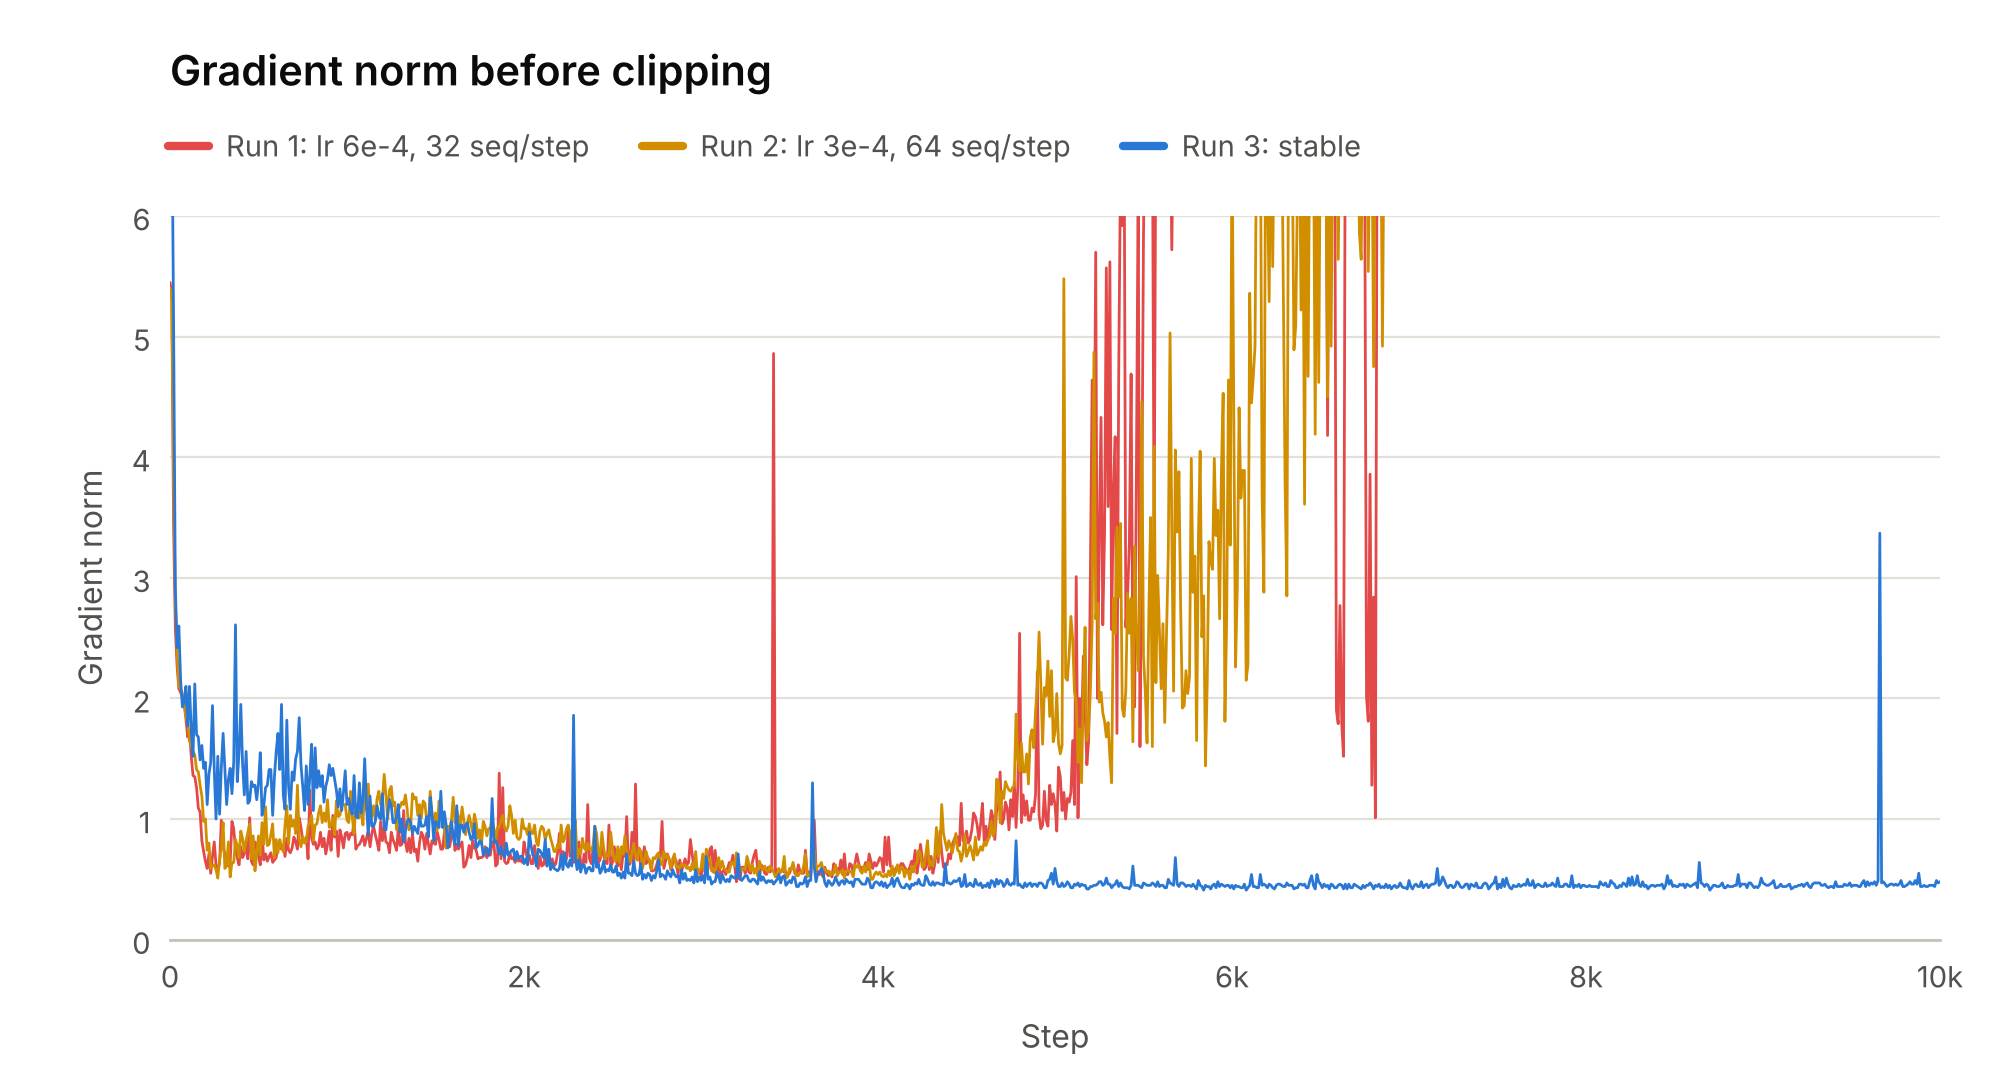 Gradient norm before clipping
Run 1: lr 6e-4, 32 seq/step
Run 2: lr 3e-4, 64 seq/step
Run 3: stable
6
5
4
3
2
1
0
Gradient norm
0
2k
4k
6k
8k
10k
Step